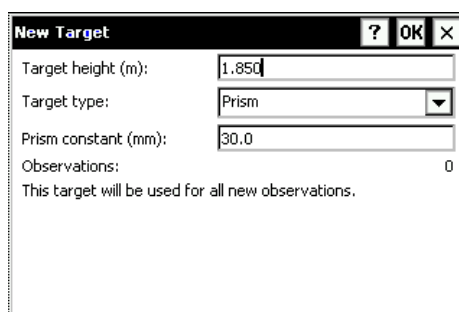 New Target ? OK ×
Target height (m): 1.850
Target type: Prism
Prism constant (mm): 30.0
Observations: 0
This target will be used for all new observations.